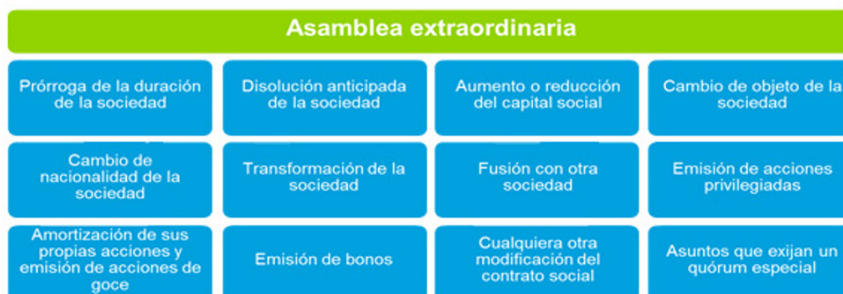 Asamblea extraordinaria
Prórroga de la duración
de la sociedad
Disolución anticipada
de la sociedad
Aumento o reducción
del capital social
Cambio de objeto de la
sociedad
Cambio de
nacionalidad de la
sociedad
Transformación de la
sociedad
Fusión con otra
sociedad
Emisión de acciones
privilegiadas
Amortización de sus
propias acciones y
emisión de acciones de
goce
Emisión de bonos
Cualquiera otra
modificación del
contrato social
Asuntos que exijan un
quórum especial